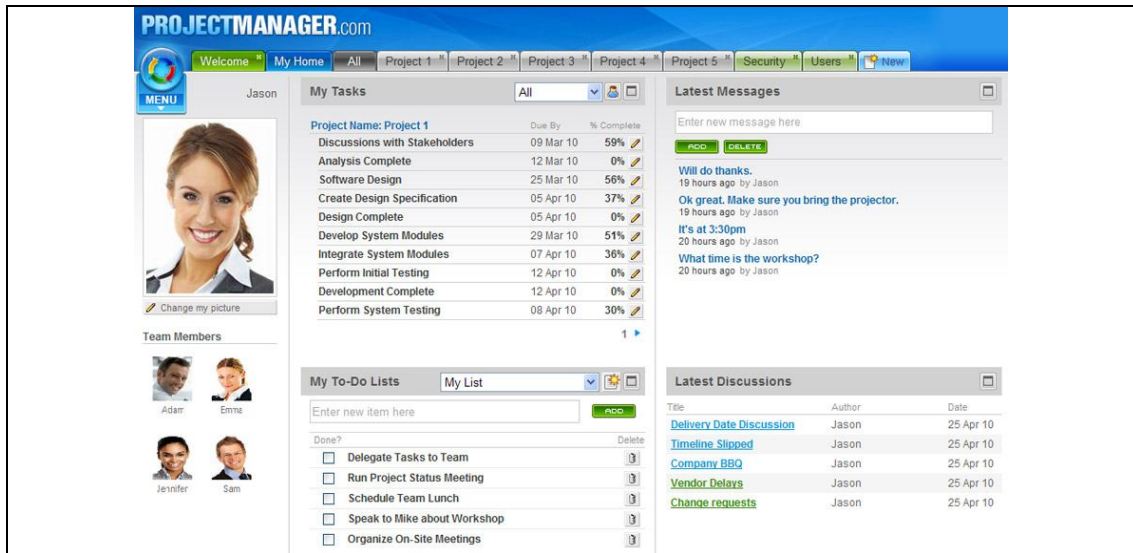 PROJECTMANAGER.com
Welcome
My Home
All
Project 1
Project 2
Project 3
Project 4
Project 5
Security
Users
New
MENU
Jason
Change my picture
Team Members
Adam
Emma
Jennifer
Sam
My Tasks
All
Project Name: Project 1 Due By % Complete
Discussions with Stakeholders 09 Mar 10 59%
Analysis Complete 12 Mar 10 0%
Software Design 25 Mar 10 56%
Create Design Specification 05 Apr 10 37%
Design Complete 05 Apr 10 0%
Develop System Modules 29 Mar 10 51%
Integrate System Modules 07 Apr 10 36%
Perform Initial Testing 12 Apr 10 0%
Development Complete 12 Apr 10 0%
Perform System Testing 08 Apr 10 30%
1
My To-Do Lists
My List
Enter new item here
ADD
Done? Delete
Delegate Tasks to Team
Run Project Status Meeting
Schedule Team Lunch
Speak to Mike about Workshop
Organize On-Site Meetings
Latest Messages
Enter new message here
ADD DELETE
Will do thanks.
19 hours ago by Jason
Ok great. Make sure you bring the projector.
19 hours ago by Jason
It's at 3:30pm
20 hours ago by Jason
What time is the workshop?
20 hours ago by Jason
Latest Discussions
Title Author Date
Delivery Date Discussion Jason 25 Apr 10
Timeline Slipped Jason 25 Apr 10
Company BBQ Jason 25 Apr 10
Vendor Delays Jason 25 Apr 10
Change requests Jason 25 Apr 10